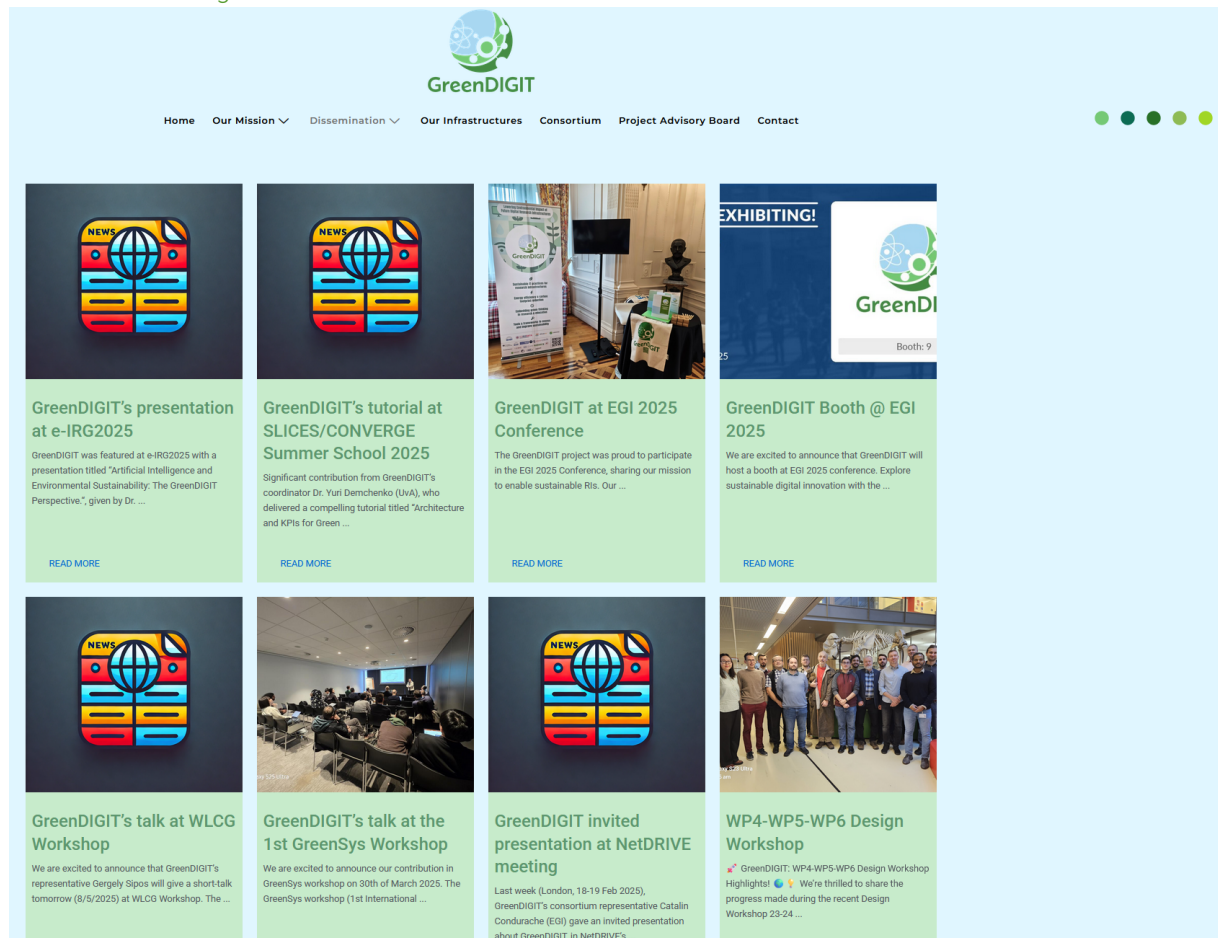 GreenDIGIT
Home Our Mission Dissemination Our Infrastructures Consortium Project Advisory Board Contact
NEWS
GreenDIGIT's presentation
at e-IRG2025
GreenDIGIT was featured at e-IRG2025 with a
presentation titled "Artificial Intelligence and
Environmental Sustainability: The GreenDIGIT
Perspective.", given by Dr. ...
READ MORE
NEWS
GreenDIGIT's tutorial at
SLICES/CONVERGE
Summer School 2025
Significant contribution from GreenDIGIT's
coordinator Dr. Yuri Demchenko (UvA), who
delivered a compelling tutorial titled "Architecture
and KPIs for Green ...
READ MORE
GreenDIGIT
GreenDIGIT at EGI 2025
Conference
The GreenDIGIT project was proud to participate
in the EGI 2025 Conference, sharing our mission
to enable sustainable RIs. Our ...
READ MORE
EXHIBITING!
GreenDI
Booth: 9
25
GreenDIGIT Booth @ EGI
2025
We are excited to announce that GreenDIGIT will
host a booth at EGI 2025 conference. Explore
sustainable digital innovation with the ...
READ MORE
NEWS
GreenDIGIT's talk at WLCG
Workshop
We are excited to announce that GreenDIGIT's
representative Gergely Sipos will give a short-talk
tomorrow (8/5/2025) at WLCG Workshop. The ...
GreenDIGIT's talk at the
1st GreenSys Workshop
We are excited to announce our contribution in
GreenSys workshop on 30th of March 2025. The
GreenSys workshop (1st International ...
NEWS
GreenDIGIT invited
presentation at NetDRIVE
meeting
Last week (London, 18-19 Feb 2025),
GreenDIGIT's consortium representative Catalin
Condurache (EGI) gave an invited presentation
about GreenDIGIT in NetDRIVE's
WP4-WP5-WP6 Design
Workshop
GreenDIGIT: WP4-WP5-WP6 Design Workshop
Highlights! We're thrilled to share the
progress made during the recent Design
Workshop 23-24 ...